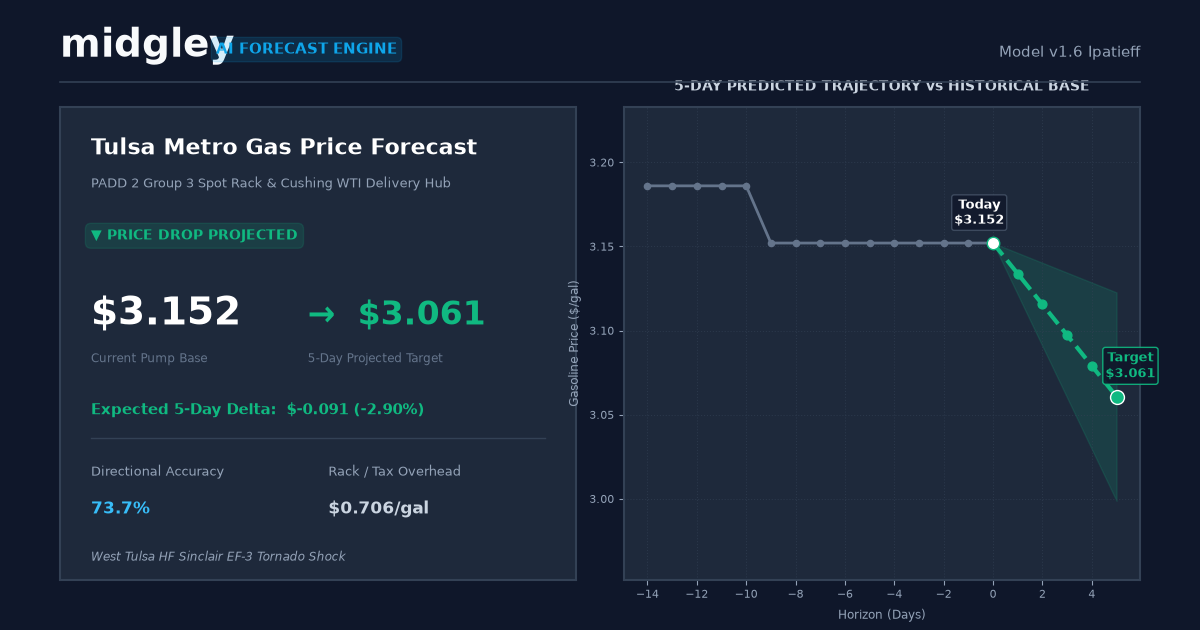 midgley
AI FORECAST ENGINE
Model v1.6 Ipatieff
Tulsa Metro Gas Price Forecast
PADD 2 Group 3 Spot Rack & Cushing WTI Delivery Hub
▼ PRICE DROP PROJECTED
$3.152 → $3.061
Current Pump Base
5-Day Projected Target
Expected 5-Day Delta: $-0.091 (-2.90%)
Directional Accuracy
73.7%
Rack / Tax Overhead
$0.706/gal
West Tulsa HF Sinclair EF-3 Tornado Shock
5-DAY PREDICTED TRAJECTORY vs HISTORICAL BASE
Gasoline Price ($/gal)
3.20
3.15
3.10
3.05
3.00
Today
$3.152
Target
$3.061
−14 −12 −10 −8 −6 −4 −2 0 2 4
Horizon (Days)